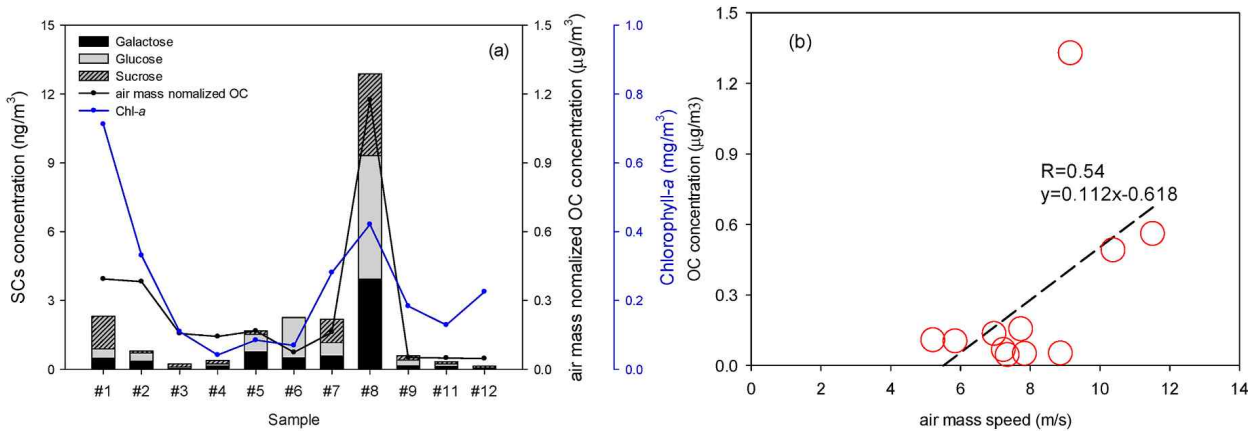 15
12
9
6
3
0
SCs concentration (ng/m3)
Galactose
Glucose
Sucrose
air mass nomalized OC
Chl-a
(a)
#1 #2 #3 #4 #5 #6 #7 #8 #9 #11 #12
Sample
1.5
1.2
0.9
0.6
0.3
0.0
air mass nomalized OC concentration (μg/m3)
1.0
0.8
0.6
0.4
0.2
0.0
Chlorophyll-a (mg/m3)
1.5
1.2
0.9
0.6
0.3
0.0
OC concentration (μg/m3)
(b)
R=0.54
y=0.112x-0.618
0 2 4 6 8 10 12 14
air mass speed (m/s)